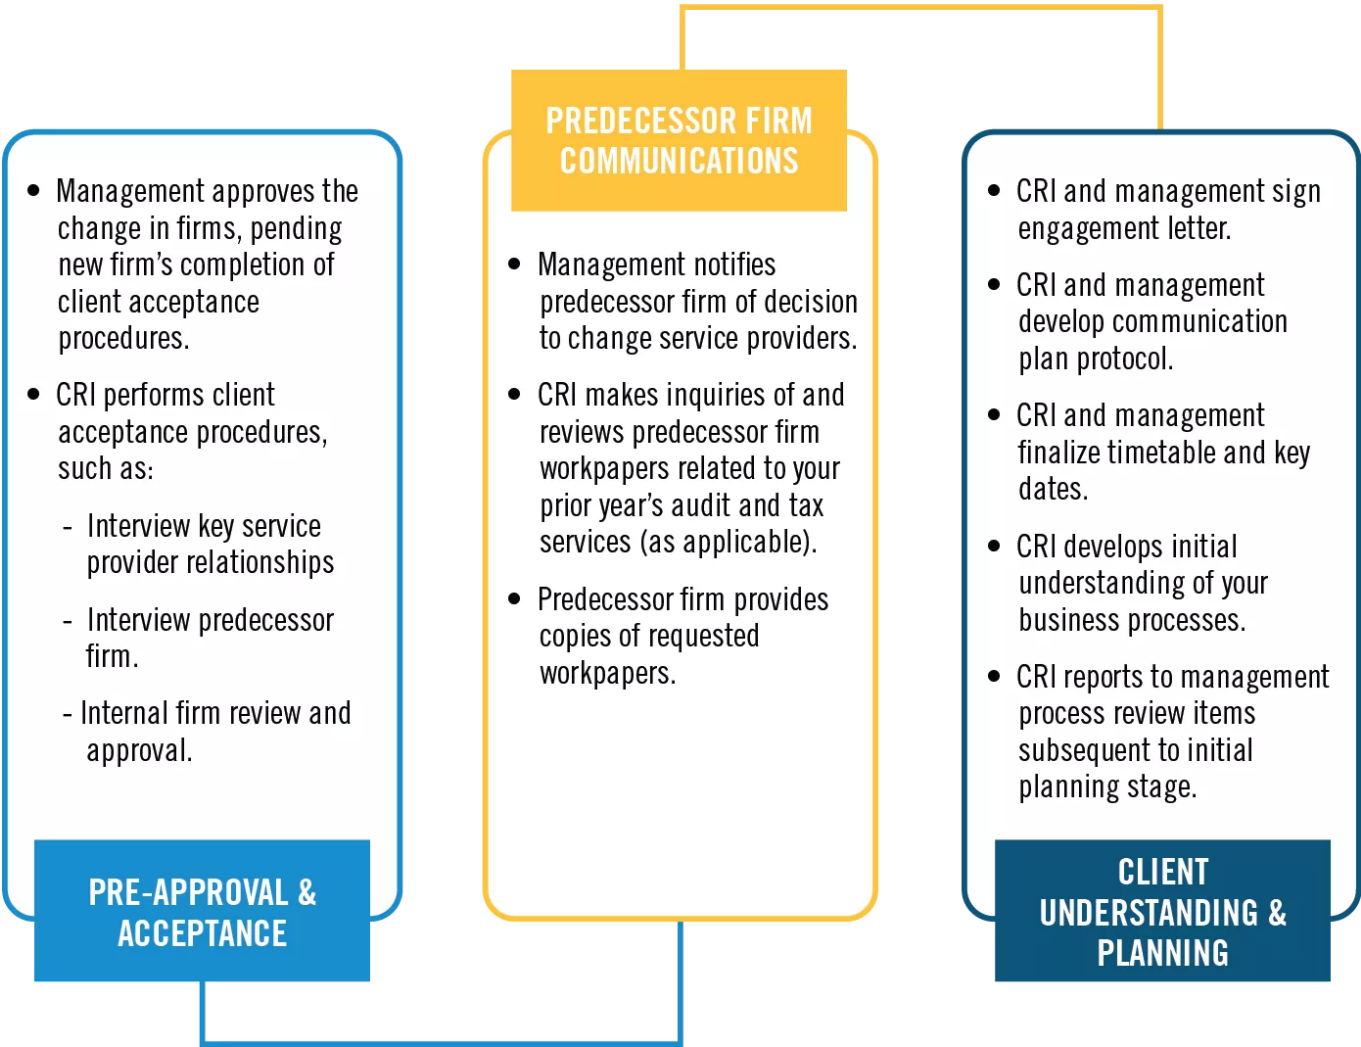 • Management approves the
change in firms, pending
new firm's completion of
client acceptance
procedures.
• CRI performs client
acceptance procedures,
such as:
- Interview key service
provider relationships
- Interview predecessor
firm.
- Internal firm review and
approval.
PRE-APPROVAL &
ACCEPTANCE
PREDECESSOR FIRM
COMMUNICATIONS
• Management notifies
predecessor firm of decision
to change service providers.
• CRI makes inquiries of and
reviews predecessor firm
workpapers related to your
prior year's audit and tax
services (as applicable).
• Predecessor firm provides
copies of requested
workpapers.
• CRI and management sign
engagement letter.
• CRI and management
develop communication
plan protocol.
• CRI and management
finalize timetable and key
dates.
• CRI develops initial
understanding of your
business processes.
• CRI reports to management
process review items
subsequent to initial
planning stage.
CLIENT
UNDERSTANDING &
PLANNING